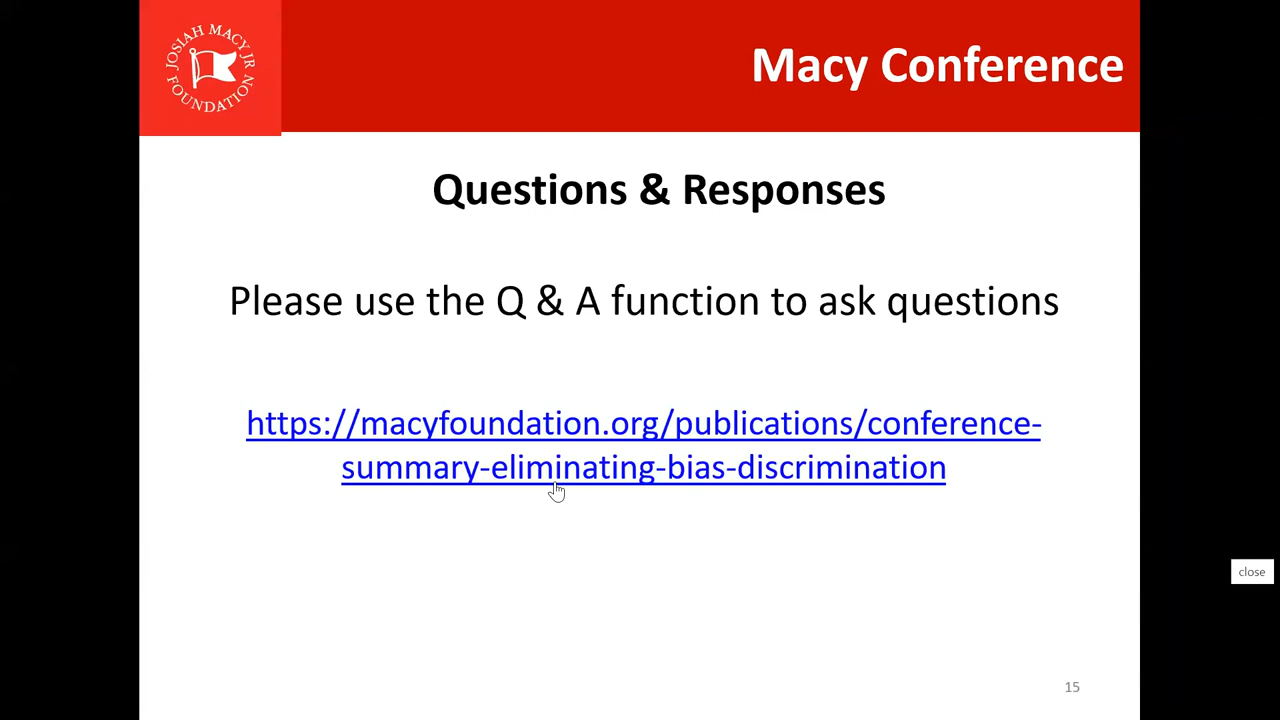 JOSIAH MACY JR
FOUNDATION
Macy Conference
Questions & Responses
Please use the Q & A function to ask questions
https://macyfoundation.org/publications/conference-
summary-eliminating-bias-discrimination
close
15